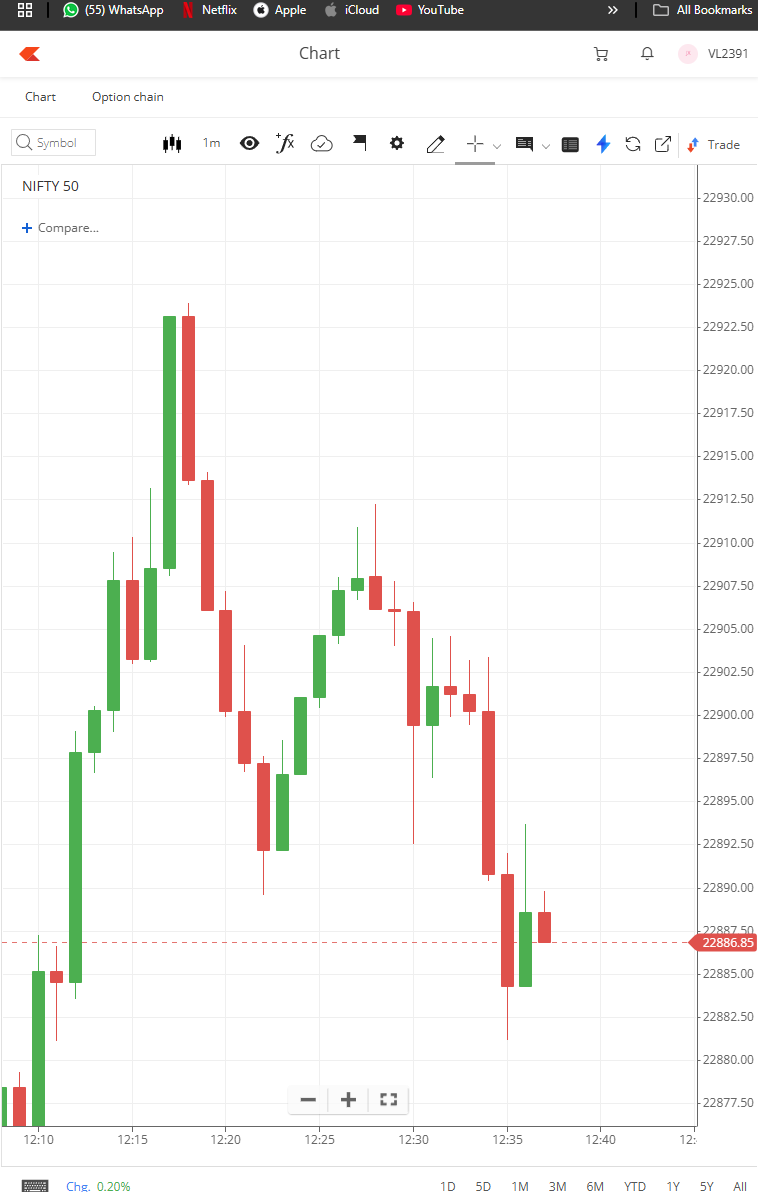 (55) WhatsApp Netflix Apple iCloud YouTube » All Bookmarks
Chart VL2391
Chart Option chain
Symbol 1m fx Trade
NIFTY 50
+ Compare...
22930.00
22927.50
22925.00
22922.50
22920.00
22917.50
22915.00
22912.50
22910.00
22907.50
22905.00
22902.50
22900.00
22897.50
22895.00
22892.50
22890.00
22887.50
22886.85
22885.00
22882.50
22880.00
22877.50
12:10 12:15 12:20 12:25 12:30 12:35 12:40 12:
Chg. 0.20% 1D 5D 1M 3M 6M YTD 1Y 5Y All